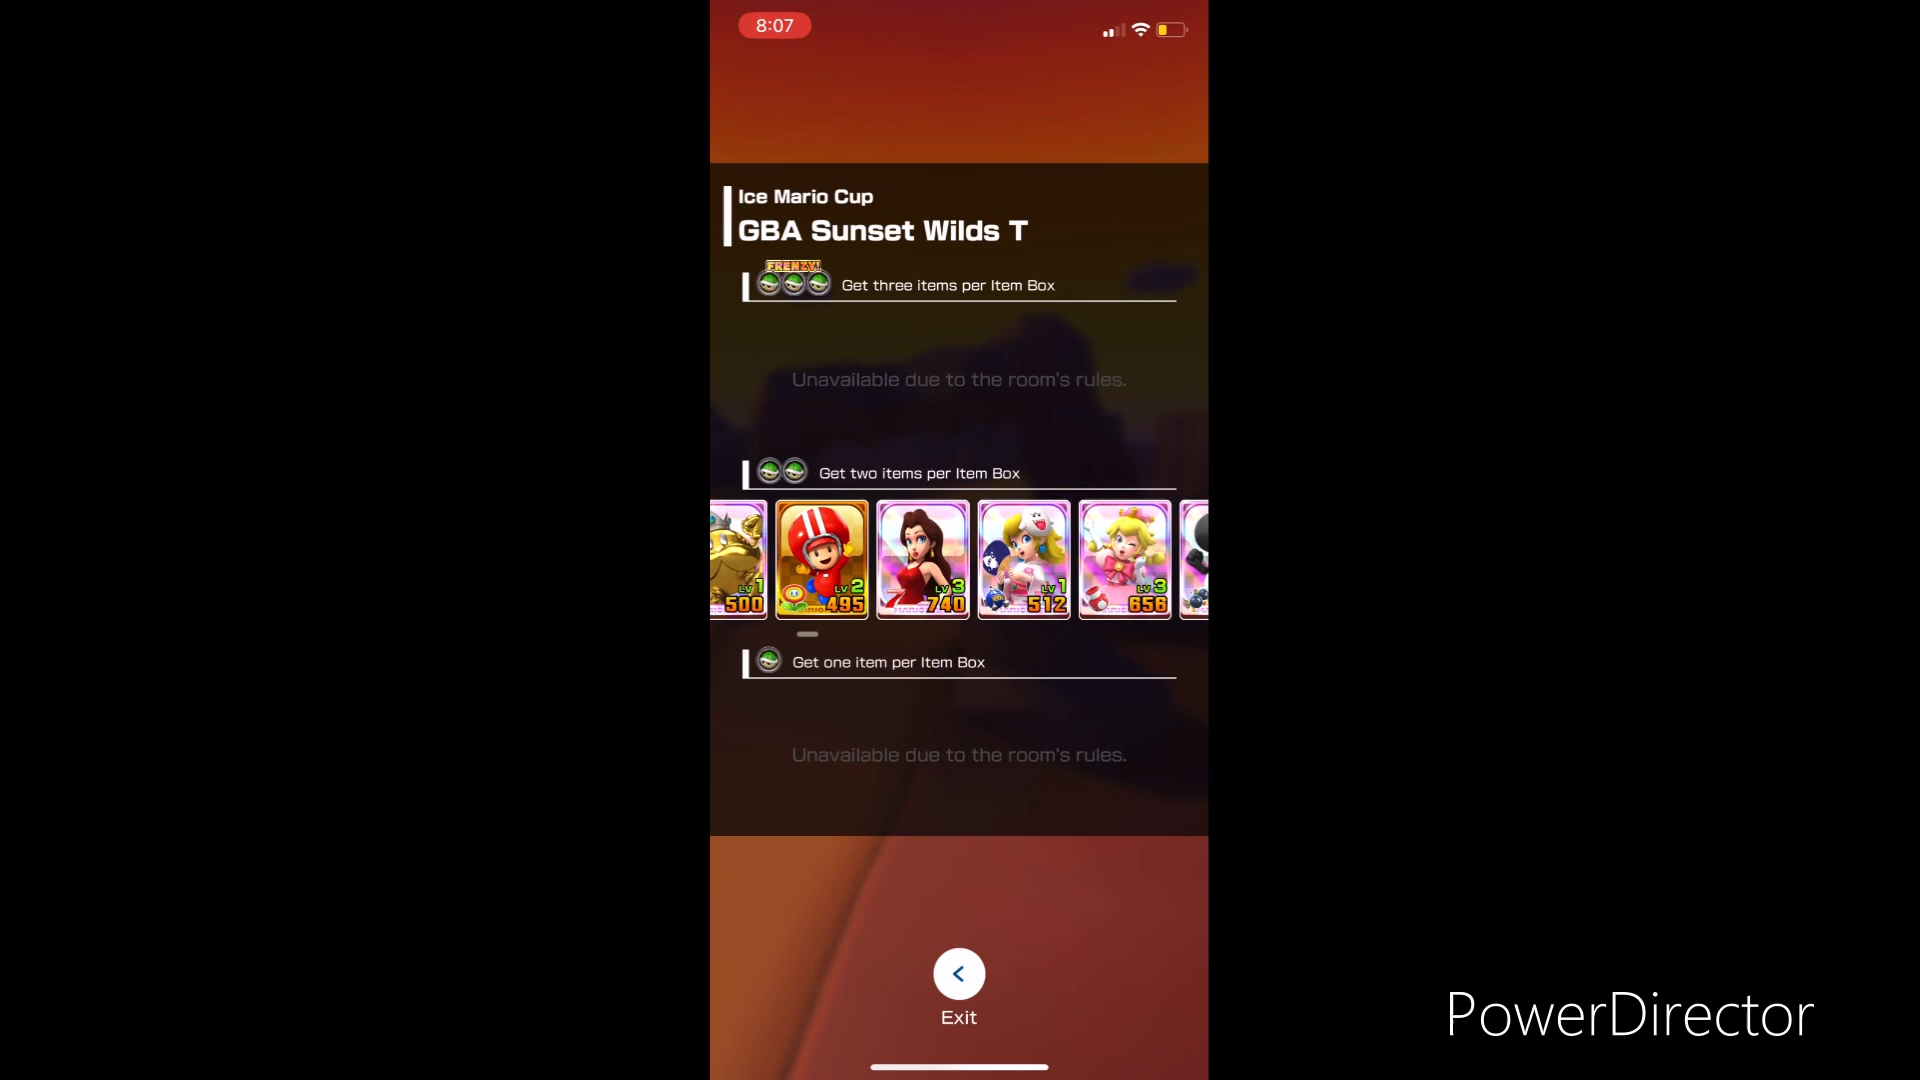 8:07
Ice Mario Cup
GBA Sunset Wilds T
FRENZY!
Get three items per Item Box
Unavailable due to the room's rules.
Get two items per Item Box
LV 1 LV 2 LV 3 LV 1 LV 3
500 495 740 512 656
Get one item per Item Box
Unavailable due to the room's rules.
Exit
PowerDirector